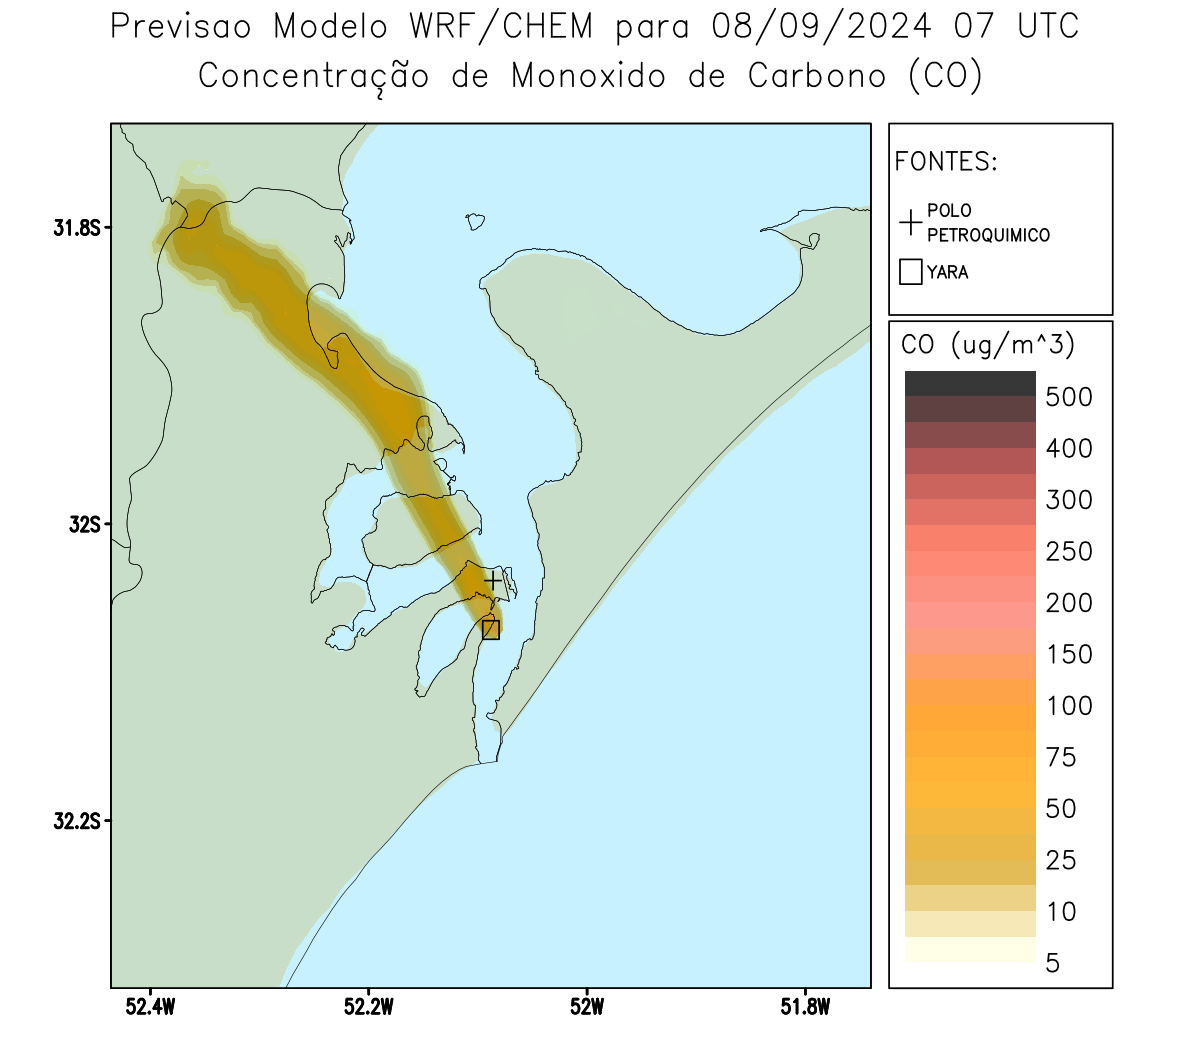 Previsao Modelo WRF/CHEM para 08/09/2024 07 UTC
Concentração de Monoxido de Carbono (CO)
FONTES:
POLO
PETROQUIMICO
YARA
CO (ug/m^3)
500
400
300
250
200
150
100
75
50
25
10
5
31.8S
32S
32.2S
52.4W
52.2W
52W
51.8W